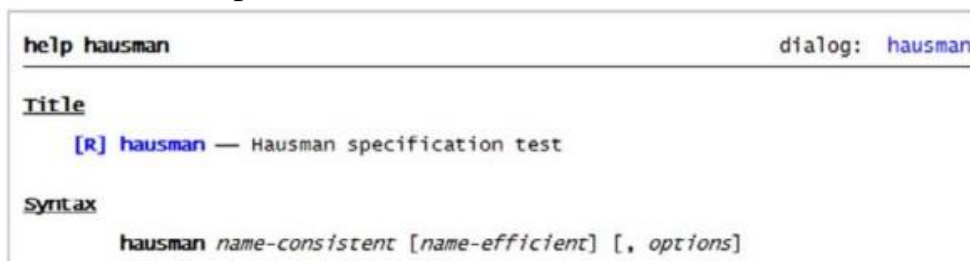 help hausman dialog: hausman
Title
[R] hausman — Hausman specification test
Syntax
hausman name-consistent [name-efficient] [, options]